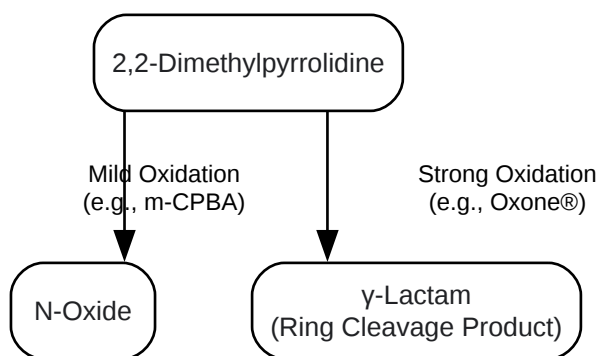 2,2-Dimethylpyrrolidine
Mild Oxidation
(e.g., m-CPBA)
Strong Oxidation
(e.g., Oxone®)
N-Oxide
γ-Lactam
(Ring Cleavage Product)